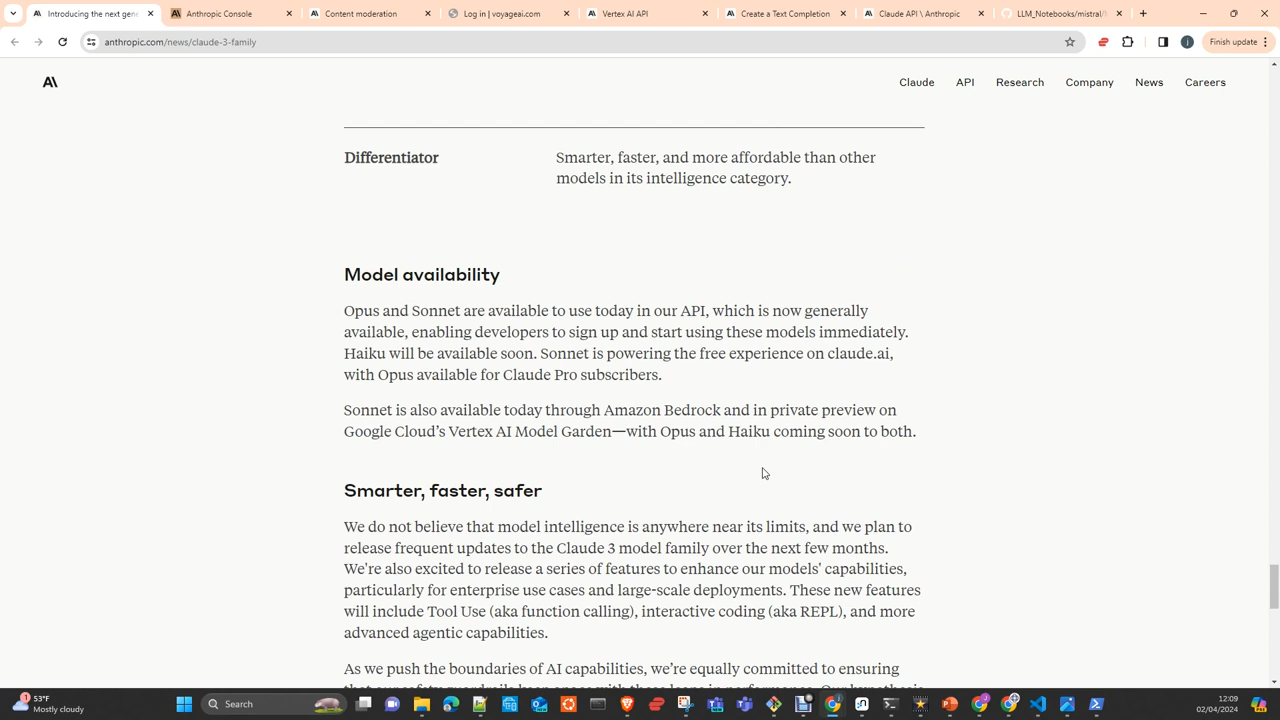 Introducing the next gene
Anthropic Console
Content moderation
Log in | voyageai.com
Vertex AI API
Create a Text Completion
Claude API \ Anthropic
LLM_Notebooks/mistral/
anthropic.com/news/claude-3-family
Finish update
Claude API Research Company News Careers
Differentiator
Smarter, faster, and more affordable than other
models in its intelligence category.
Model availability
Opus and Sonnet are available to use today in our API, which is now generally
available, enabling developers to sign up and start using these models immediately.
Haiku will be available soon. Sonnet is powering the free experience on claude.ai,
with Opus available for Claude Pro subscribers.
Sonnet is also available today through Amazon Bedrock and in private preview on
Google Cloud’s Vertex AI Model Garden—with Opus and Haiku coming soon to both.
Smarter, faster, safer
We do not believe that model intelligence is anywhere near its limits, and we plan to
release frequent updates to the Claude 3 model family over the next few months.
We're also excited to release a series of features to enhance our models' capabilities,
particularly for enterprise use cases and large-scale deployments. These new features
will include Tool Use (aka function calling), interactive coding (aka REPL), and more
advanced agentic capabilities.
As we push the boundaries of AI capabilities, we’re equally committed to ensuring
53°F
Mostly cloudy
Search
12:09
02/04/2024